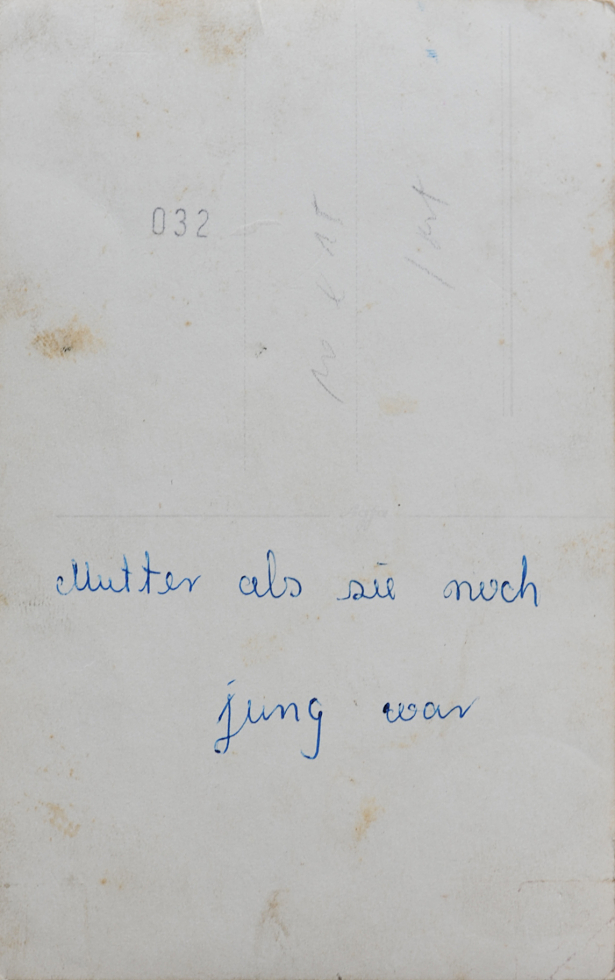 032
Mutter als sie noch
jung war